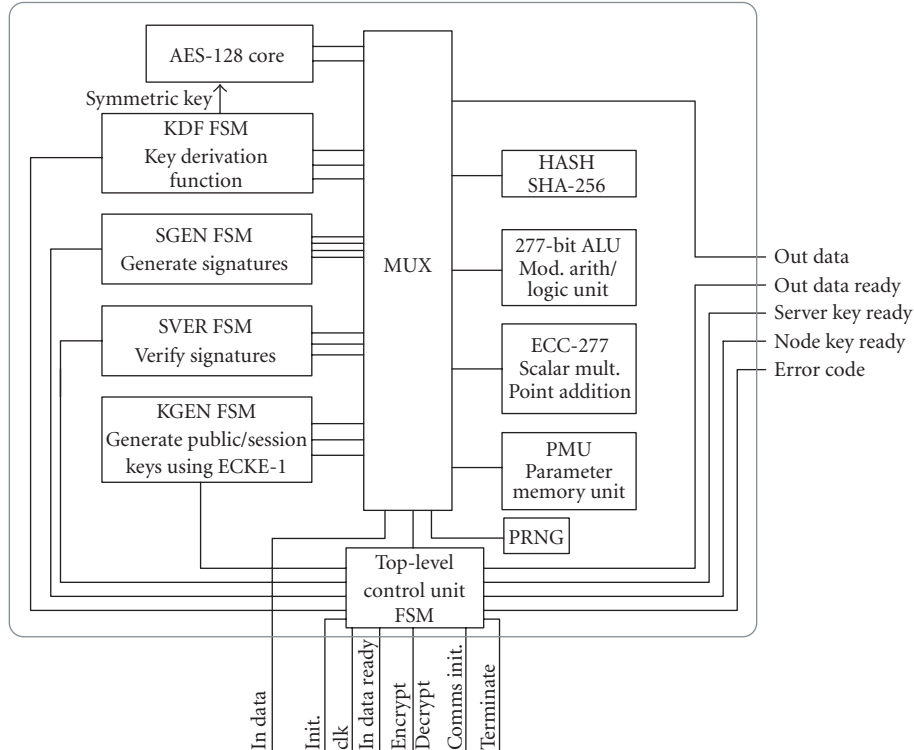 AES-128 core
Symmetric key
KDF FSM
Key derivation
function
SGEN FSM
Generate signatures
SVER FSM
Verify signatures
KGEN FSM
Generate public/session
keys using ECKE-1
MUX
HASH
SHA-256
277-bit ALU
Mod. arith/
logic unit
ECC-277
Scalar mult.
Point addition
PMU
Parameter
memory unit
PRNG
Top-level
control unit
FSM
Out data
Out data ready
Server key ready
Node key ready
Error code
In data
Init.
clk
In data ready
Encrypt
Decrypt
Comms init.
Terminate